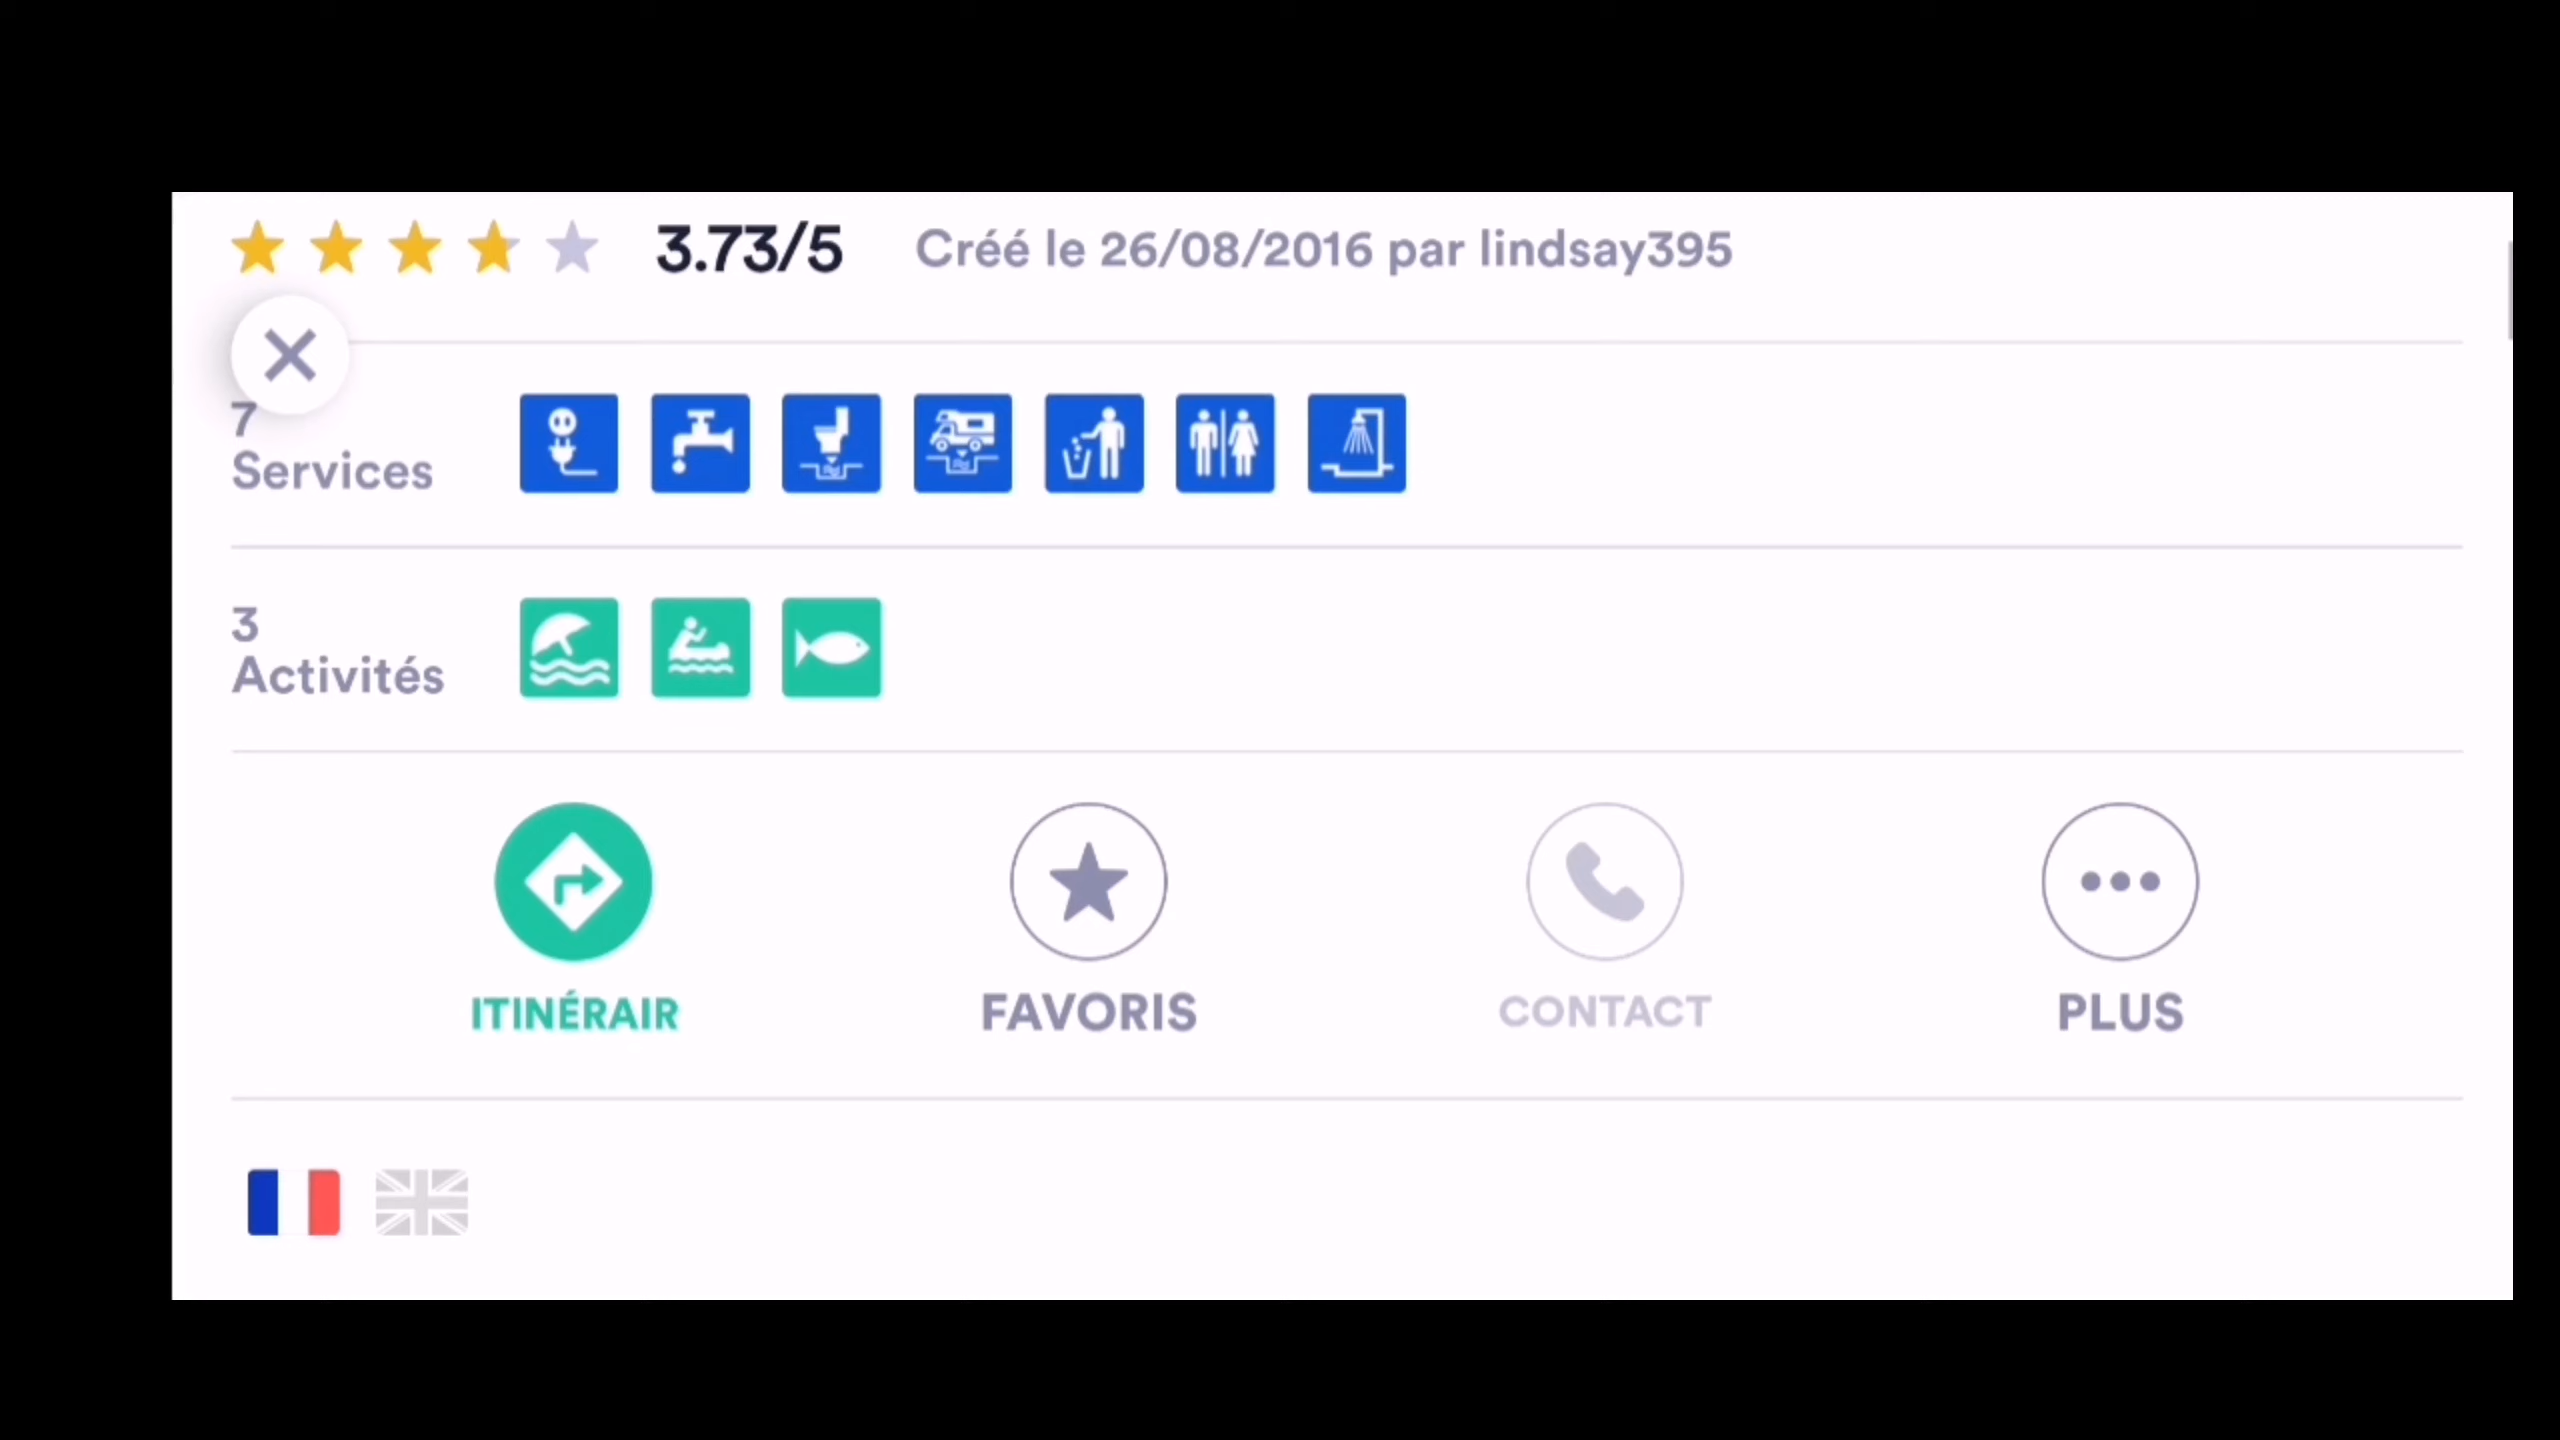 3.73/5 Créé le 26/08/2016 par lindsay395
7
Services
3
Activités
ITINÉRAIR
FAVORIS
CONTACT
PLUS